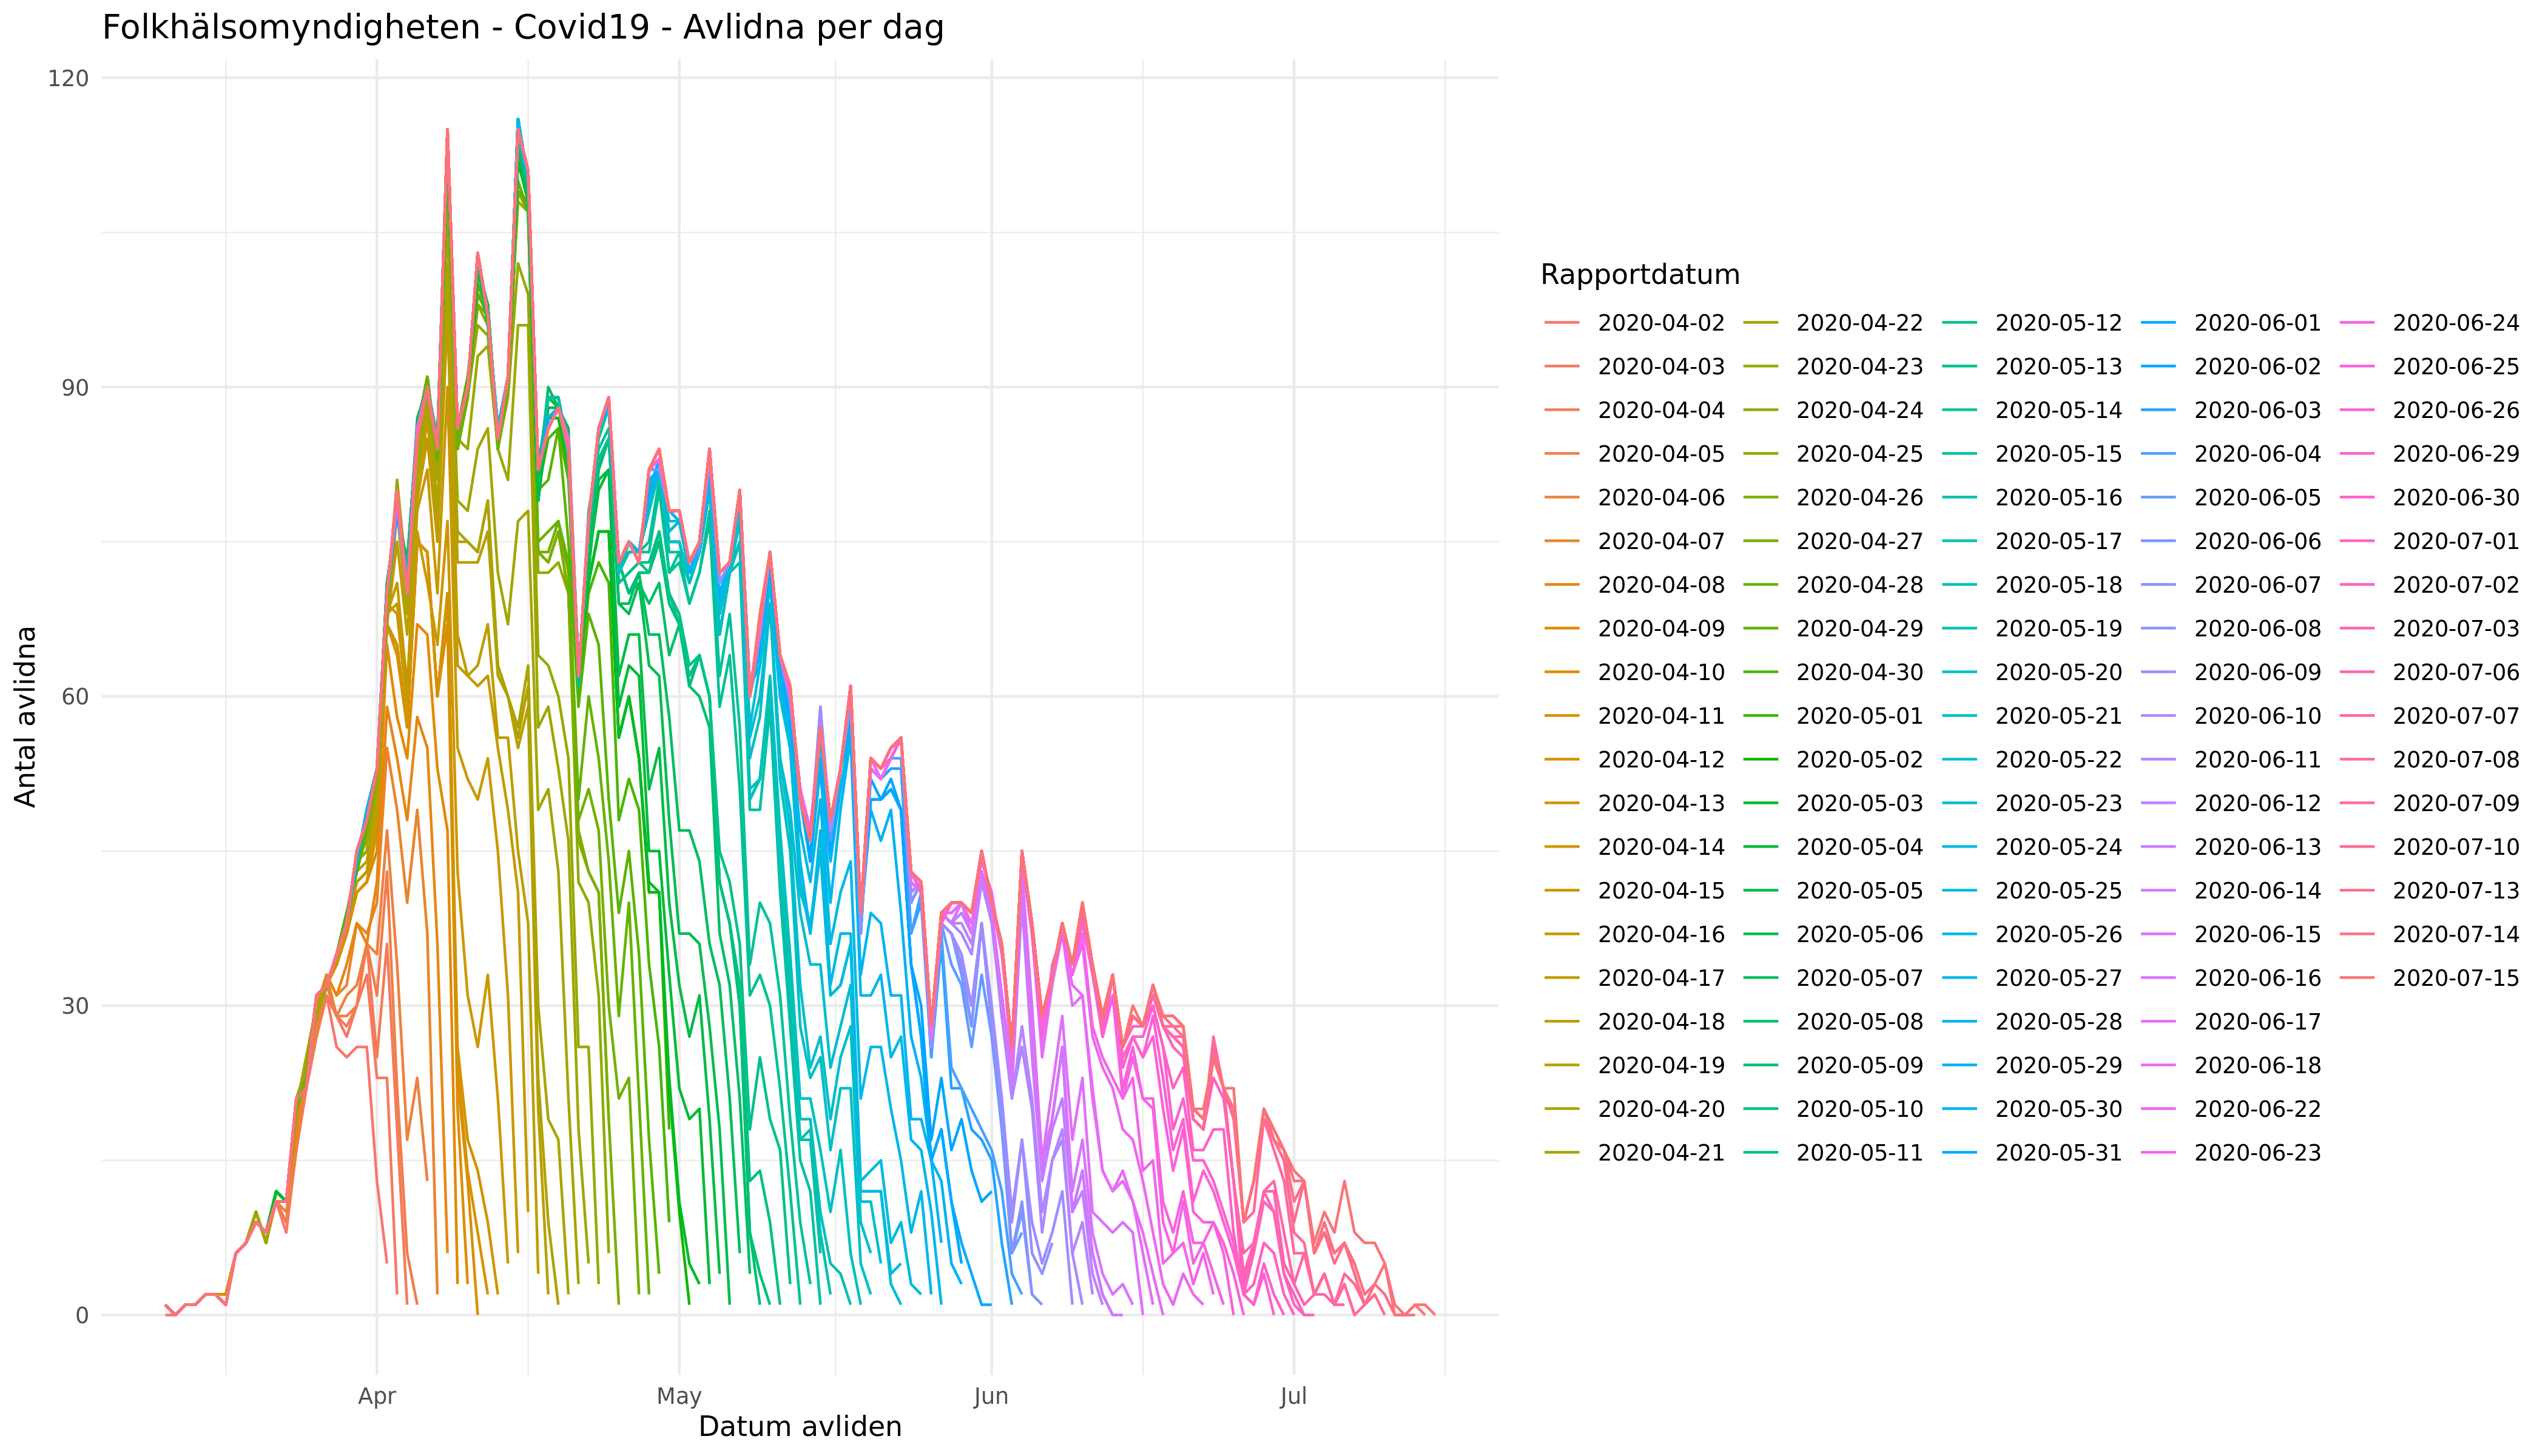 Folkhälsomyndigheten - Covid19 - Avlidna per dag
120
90
60
30
0
Antal avlidna
Apr May Jun Jul
Datum avliden
Rapportdatum
2020-04-02 2020-04-22 2020-05-12 2020-06-01 2020-06-24
2020-04-03 2020-04-23 2020-05-13 2020-06-02 2020-06-25
2020-04-04 2020-04-24 2020-05-14 2020-06-03 2020-06-26
2020-04-05 2020-04-25 2020-05-15 2020-06-04 2020-06-29
2020-04-06 2020-04-26 2020-05-16 2020-06-05 2020-06-30
2020-04-07 2020-04-27 2020-05-17 2020-06-06 2020-07-01
2020-04-08 2020-04-28 2020-05-18 2020-06-07 2020-07-02
2020-04-09 2020-04-29 2020-05-19 2020-06-08 2020-07-03
2020-04-10 2020-04-30 2020-05-20 2020-06-09 2020-07-06
2020-04-11 2020-05-01 2020-05-21 2020-06-10 2020-07-07
2020-04-12 2020-05-02 2020-05-22 2020-06-11 2020-07-08
2020-04-13 2020-05-03 2020-05-23 2020-06-12 2020-07-09
2020-04-14 2020-05-04 2020-05-24 2020-06-13 2020-07-10
2020-04-15 2020-05-05 2020-05-25 2020-06-14 2020-07-13
2020-04-16 2020-05-06 2020-05-26 2020-06-15 2020-07-14
2020-04-17 2020-05-07 2020-05-27 2020-06-16 2020-07-15
2020-04-18 2020-05-08 2020-05-28 2020-06-17
2020-04-19 2020-05-09 2020-05-29 2020-06-18
2020-04-20 2020-05-10 2020-05-30 2020-06-22
2020-04-21 2020-05-11 2020-05-31 2020-06-23